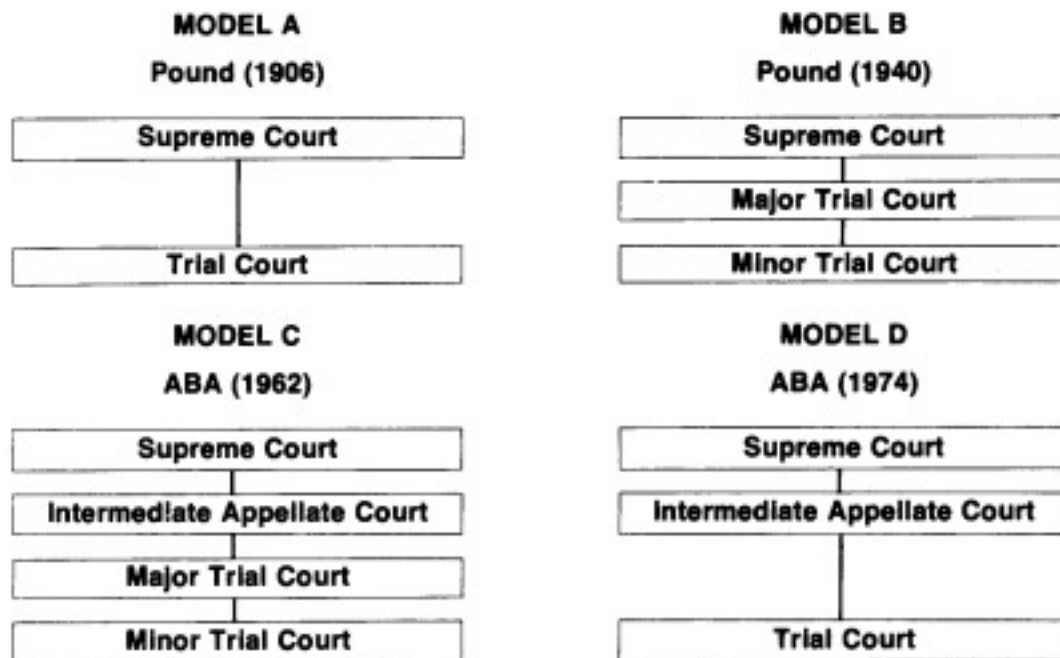 MODEL A
Pound (1906)
Supreme Court
Trial Court
MODEL B
Pound (1940)
Supreme Court
Major Trial Court
Minor Trial Court
MODEL C
ABA (1962)
Supreme Court
Intermediate Appellate Court
Major Trial Court
Minor Trial Court
MODEL D
ABA (1974)
Supreme Court
Intermediate Appellate Court
Trial Court